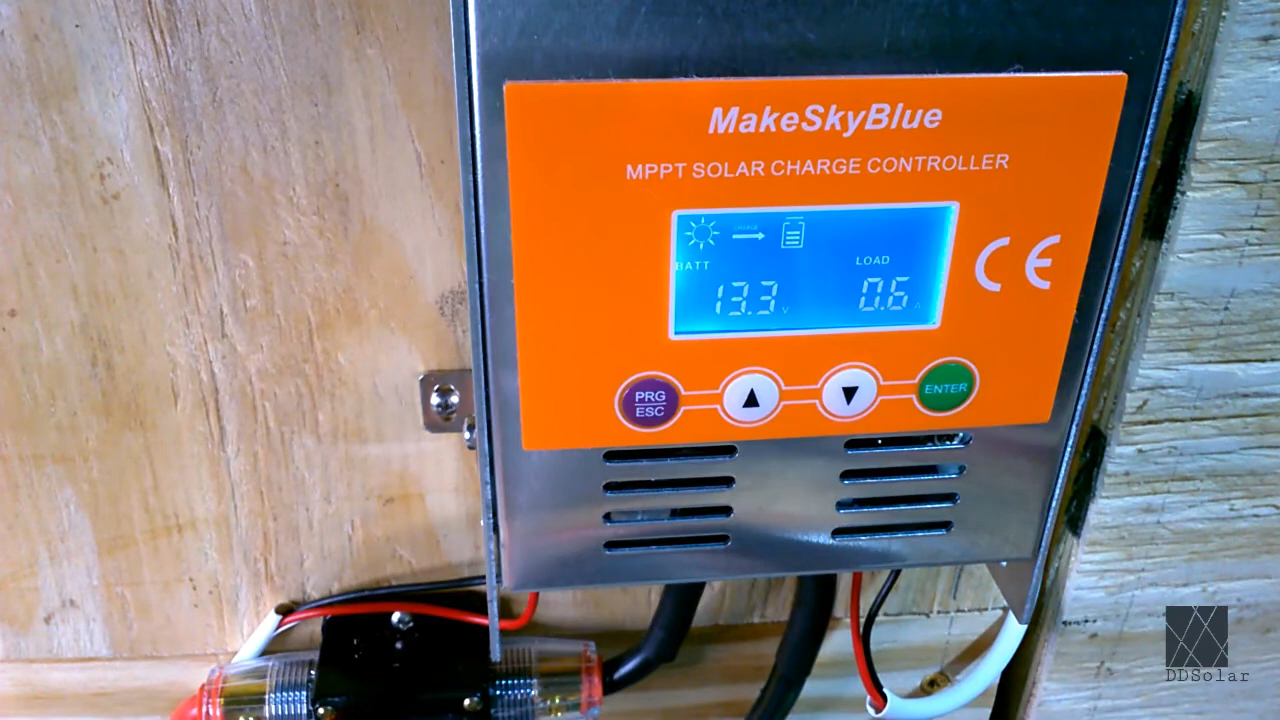 MakeSkyBlue
MPPT SOLAR CHARGE CONTROLLER
CHARGE
BATT
LOAD
13.3 V
0.6 A
CE
PRG
ESC
ENTER
DDSolar